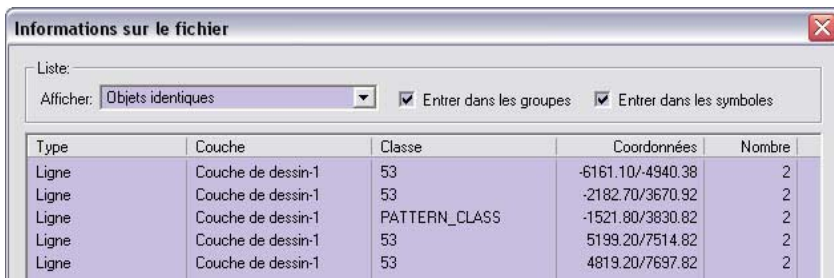 Informations sur le fichier
Liste:
Afficher: Objets identiques Entrer dans les groupes Entrer dans les symboles
Type Couche Classe Coordonnées Nombre
Ligne Couche de dessin-1 53 -6161.10/-4940.38 2
Ligne Couche de dessin-1 53 -2182.70/3670.92 2
Ligne Couche de dessin-1 PATTERN_CLASS -1521.80/3830.82 2
Ligne Couche de dessin-1 53 5199.20/7514.82 2
Ligne Couche de dessin-1 53 4819.20/7697.82 2